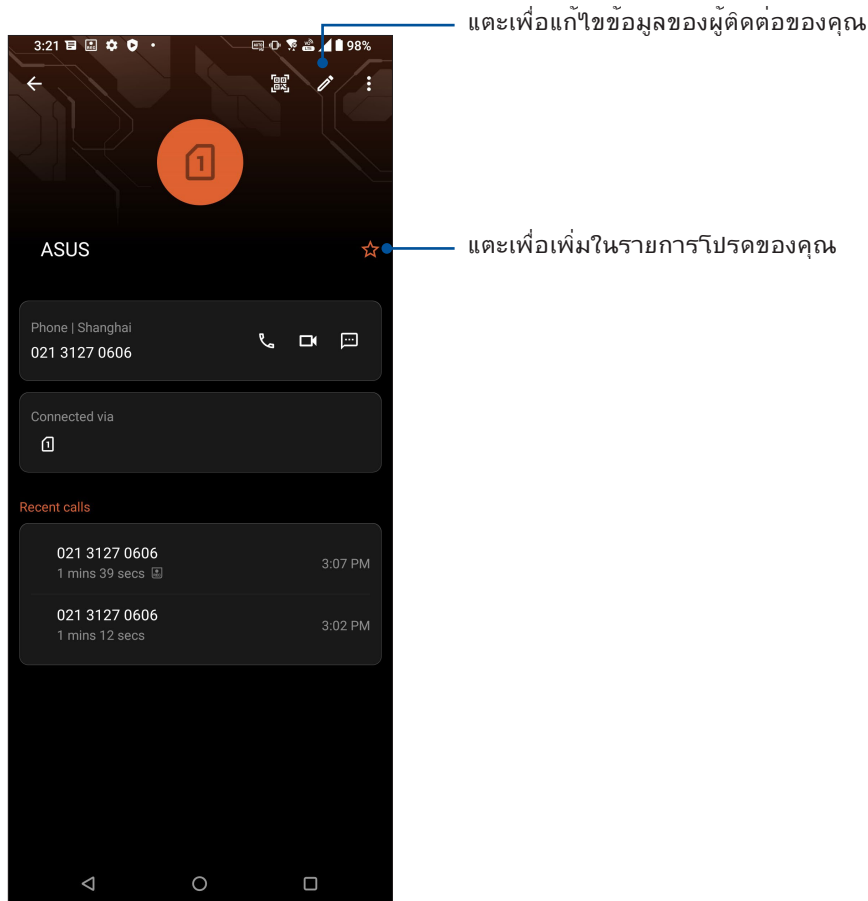 แตะเพื่อแก้ไขข้อมูลของผู้ติดต่อของคุณ
3:21
98%
1
ASUS
แตะเพื่อเพิ่มในรายการโปรดของคุณ
Phone | Shanghai
021 3127 0606
Connected via
1
Recent calls
021 3127 0606
1 mins 39 secs
3:07 PM
021 3127 0606
1 mins 12 secs
3:02 PM